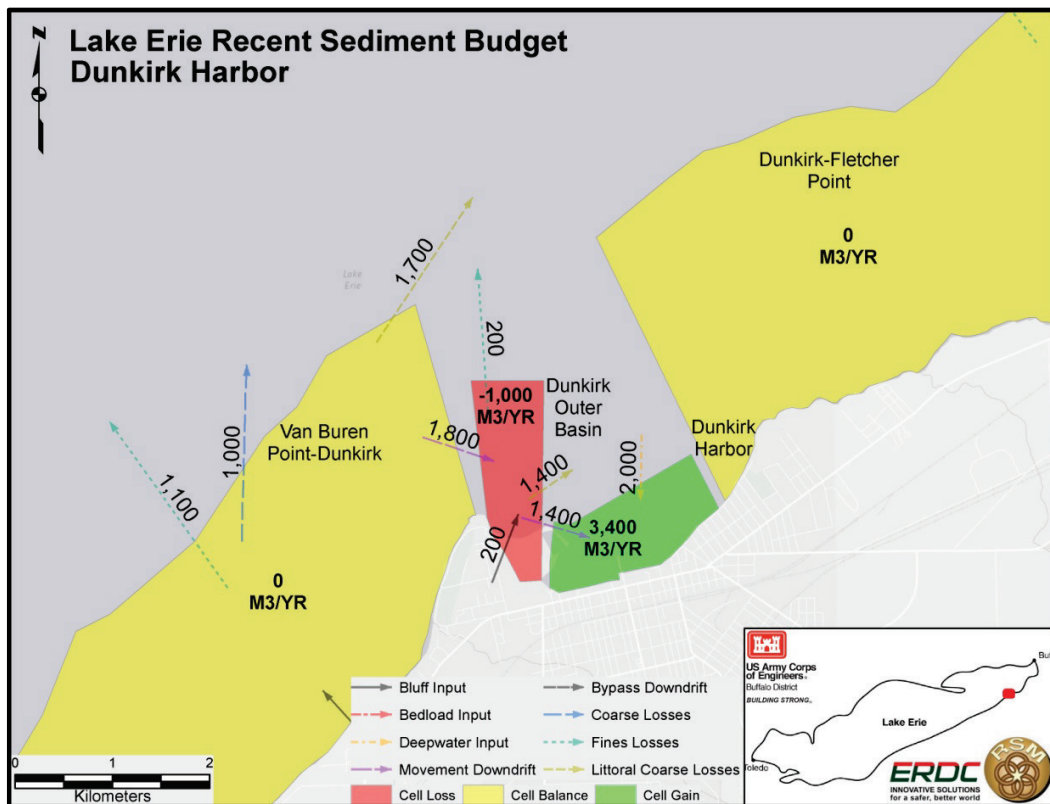 Lake Erie Recent Sediment Budget
Dunkirk Harbor
N
Dunkirk-Fletcher
Point
0
M3/YR
1,700
Lake
Erie
200
-1,000
M3/YR
Dunkirk
Outer
Basin
Dunkirk
Harbor
Van Buren
Point-Dunkirk
1,800
1,000
1,100
1,400
2,000
1,400
3,400
M3/YR
200
0
M3/YR
Bluff Input
Bypass Downdrift
Bedload Input
Coarse Losses
Deepwater Input
Fines Losses
Movement Downdrift
Littoral Coarse Losses
Cell Loss
Cell Balance
Cell Gain
0
1
2
Kilometers
US Army Corps
of Engineers®
Buffalo District
BUILDING STRONG®
Lake Erie
Toledo
ERDC
INNOVATIVE SOLUTIONS
for a safer, better world
RSM